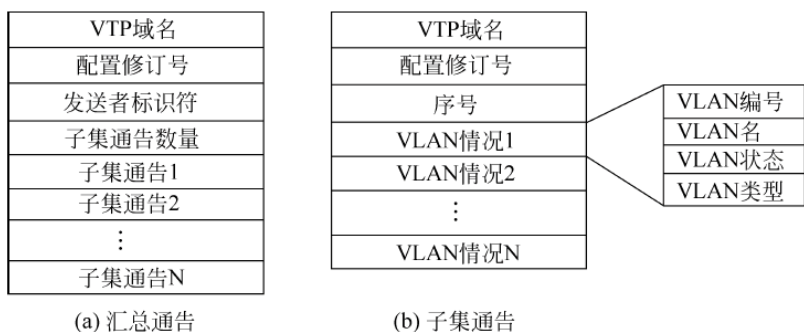 VTP域名
配置修订号
发送者标识符
子集通告数量
子集通告1
子集通告2
⋮
子集通告N
(a) 汇总通告
VTP域名
配置修订号
序号
VLAN情况1
VLAN情况2
⋮
VLAN情况N
(b) 子集通告
VLAN编号
VLAN名
VLAN状态
VLAN类型